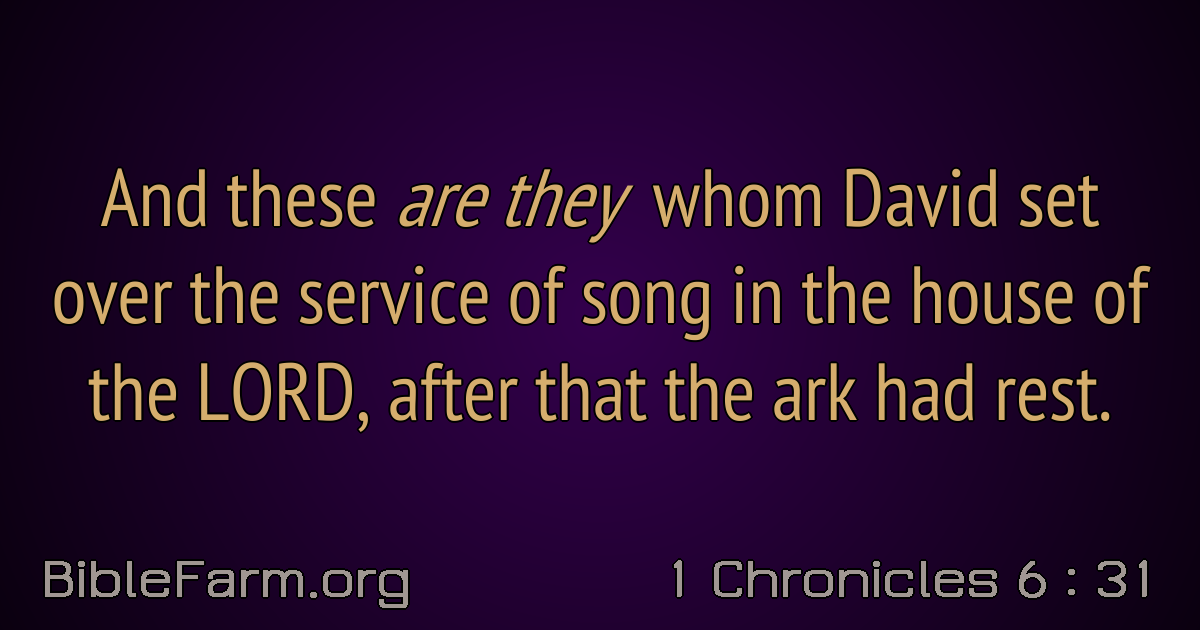 And these are they whom David set
over the service of song in the house of
the LORD, after that the ark had rest.
BibleFarm.org
1 Chronicles 6 : 31